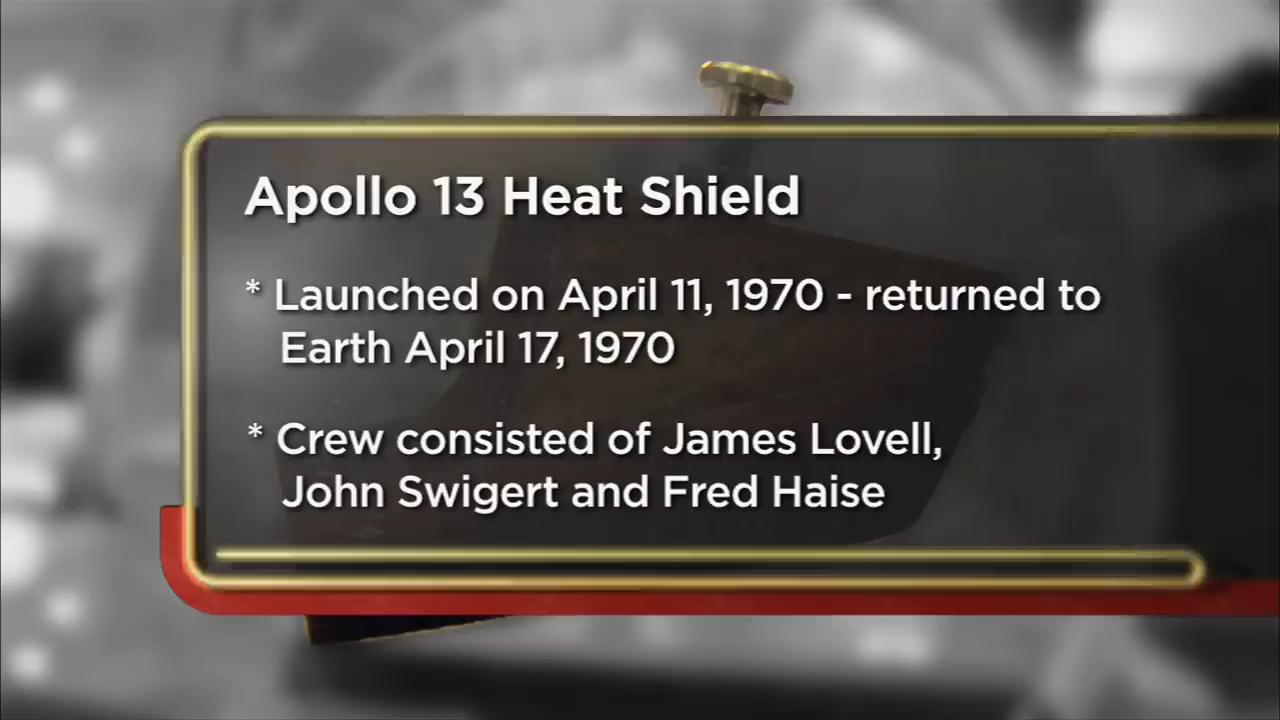 Apollo 13 Heat Shield
* Launched on April 11, 1970 - returned to
Earth April 17, 1970
* Crew consisted of James Lovell,
John Swigert and Fred Haise